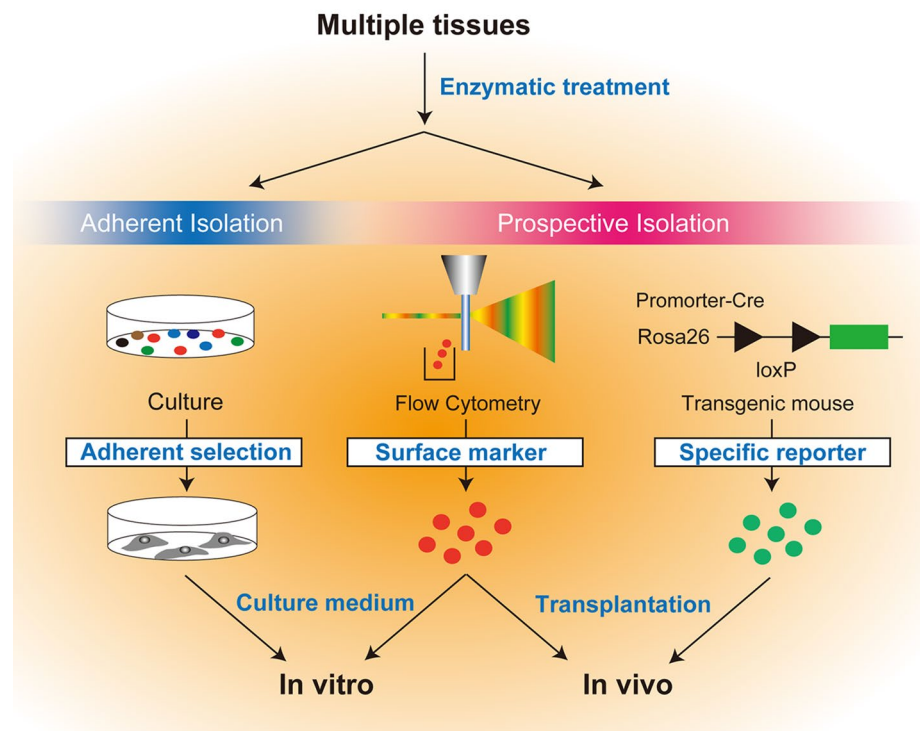 Multiple tissues
Enzymatic treatment
Adherent Isolation
Prospective Isolation
Promorter-Cre
Rosa26
loxP
Culture
Flow Cytometry
Transgenic mouse
Adherent selection
Surface marker
Specific reporter
Culture medium
Transplantation
In vitro
In vivo